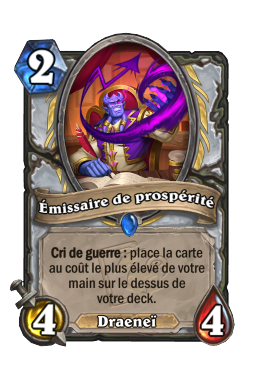 2
Émissaire de prospérité
Cri de guerre : place la carte
au coût le plus élevé de votre
main sur le dessus de
votre deck.
4
Draeneï
4